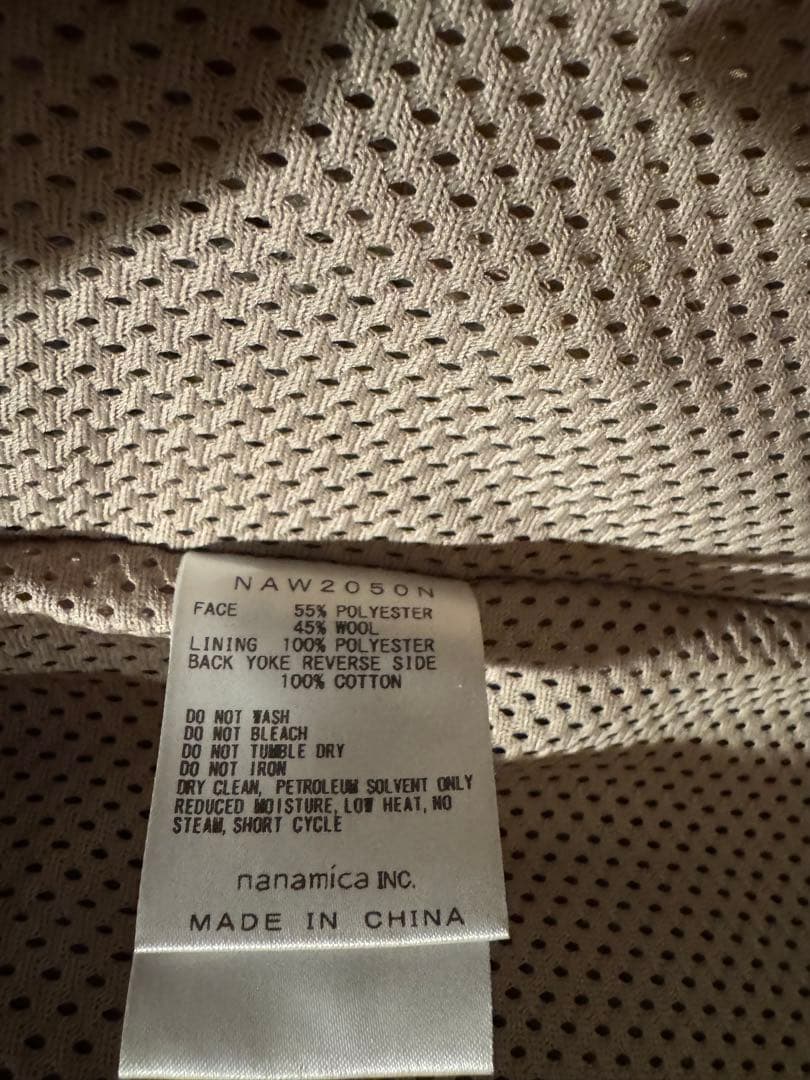 NAW2050N
FACE 55% POLYESTER
45% WOOL
LINING 100% POLYESTER
BACK YOKE REVERSE SIDE
100% COTTON
DO NOT WASH
DO NOT BLEACH
DO NOT TUMBLE DRY
DO NOT IRON
DRY CLEAN, PETROLEUM SOLVENT ONLY
REDUCED MOISTURE, LOW HEAT, NO
STEAM, SHORT CYCLE
nanamica INC.
MADE IN CHINA